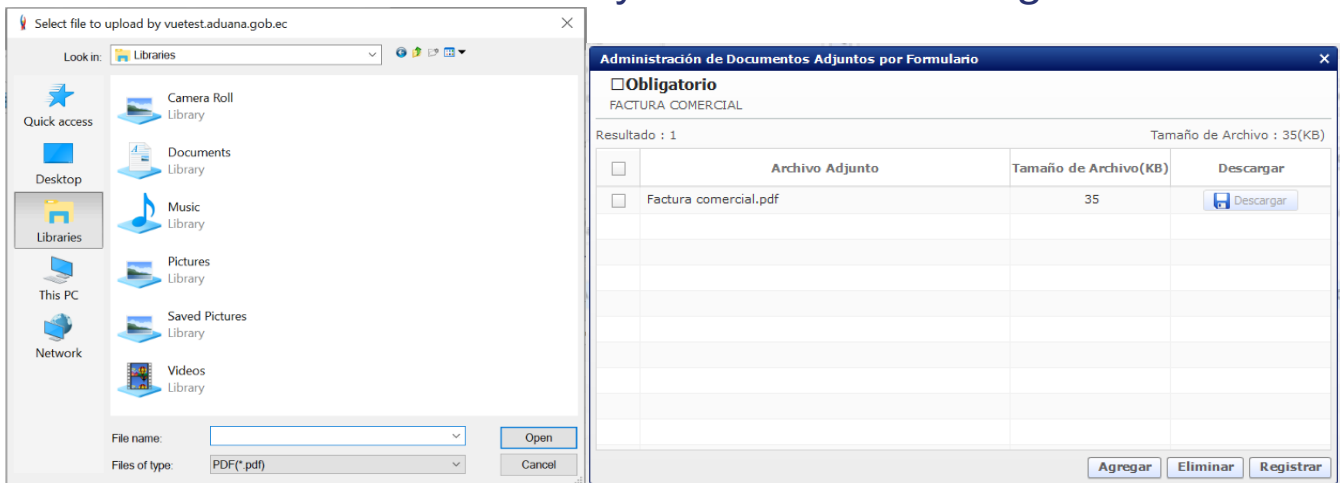 Select file to upload by vuetest.aduana.gob.ec
Look in: Libraries
Quick access
Desktop
Libraries
This PC
Network
Camera Roll
Library
Documents
Library
Music
Library
Pictures
Library
Saved Pictures
Library
Videos
Library
File name:
Open
Files of type: PDF(*.pdf)
Cancel
Administración de Documentos Adjuntos por Formulario
Obligatorio
FACTURA COMERCIAL
Resultado : 1 Tamaño de Archivo : 35(KB)
Archivo Adjunto Tamaño de Archivo(KB) Descargar
Factura comercial.pdf 35 Descargar
Agregar Eliminar Registrar